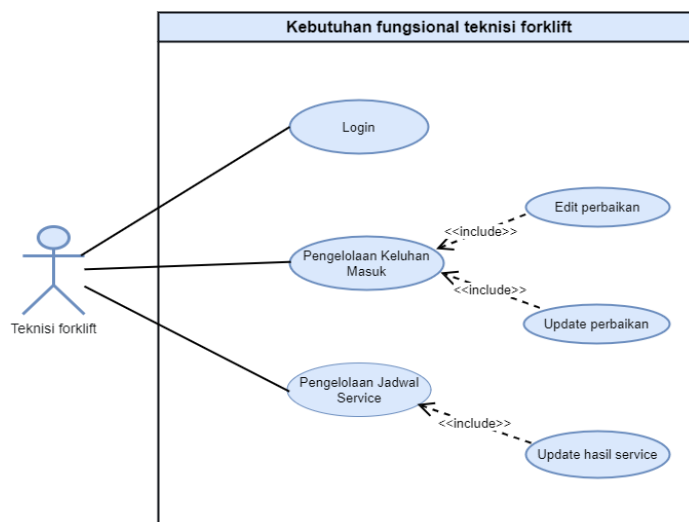 Kebutuhan fungsional teknisi forklift
Login
Edit perbaikan
<<include>>
Pengelolaan Keluhan
Masuk
<<include>>
Teknisi forklift
Update perbaikan
Pengelolaan Jadwal
Service
<<include>>
Update hasil service